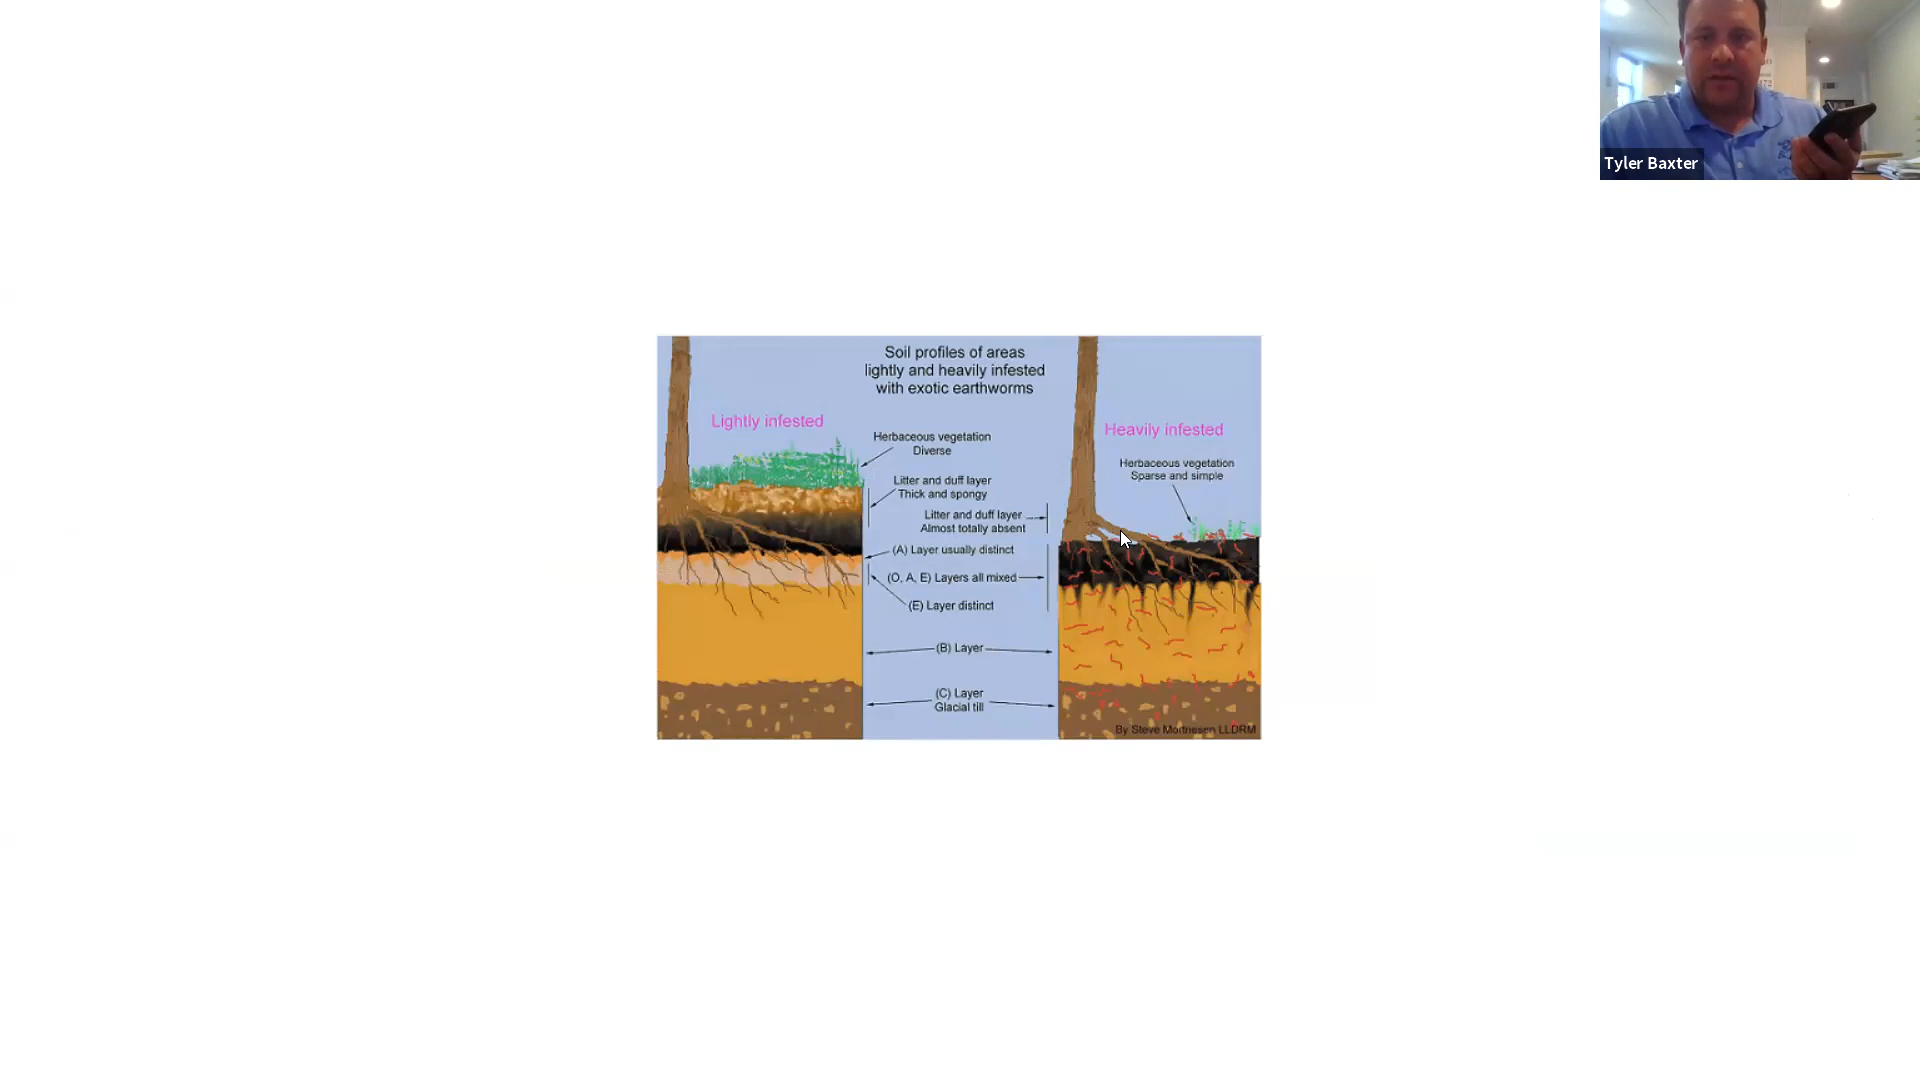 Tyler Baxter
Soil profiles of areas
lightly and heavily infested
with exotic earthworms
Lightly infested
Heavily infested
Herbaceous vegetation
Diverse
Herbaceous vegetation
Sparse and simple
Litter and duff layer
Thick and spongy
Litter and duff layer
Almost totally absent
(A) Layer usually distinct
(O, A, E) Layers all mixed
(E) Layer distinct
(B) Layer
(C) Layer
Glacial till
By Steve Mortnesen LLDRM